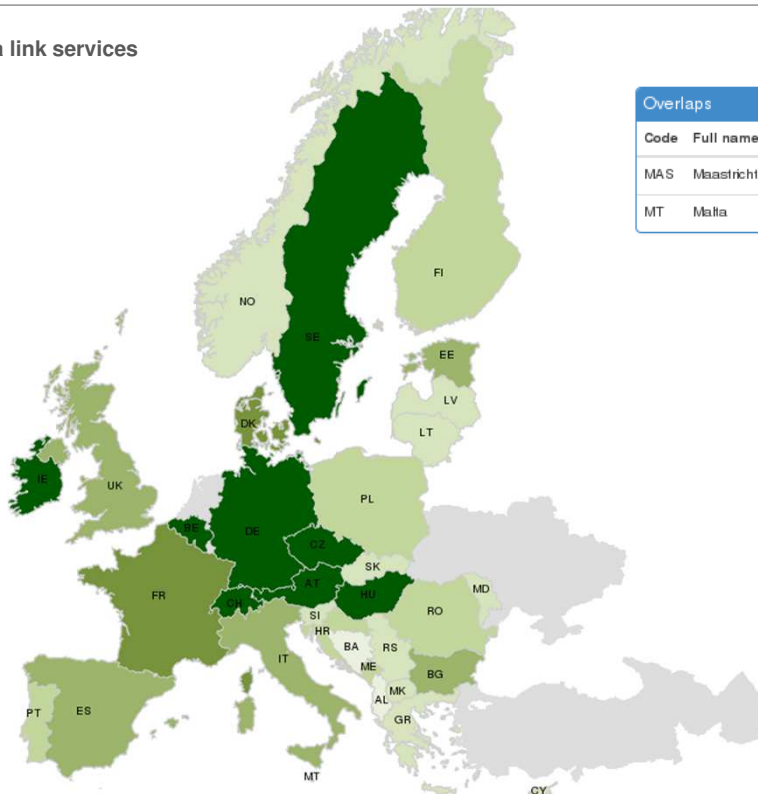 link services
Overlaps
Code Full name
MAS Maastricht
MT Malta
NO
FI
SE
EE
LV
LT
DK
IE
UK
BE
DE
PL
CZ
SK
AT
HU
CH
FR
MD
RO
SI
HR
BA
RS
IT
ME
BG
MK
AL
GR
PT
ES
MT
CY